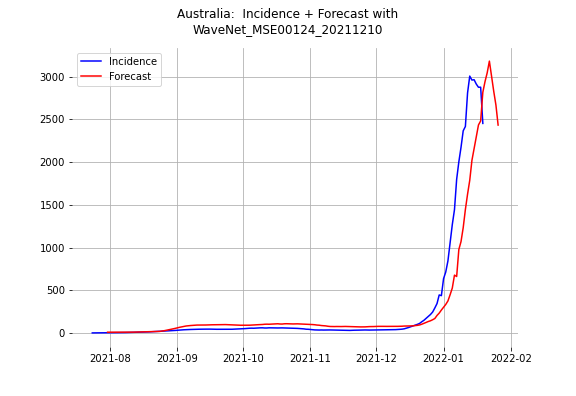 Australia:  Incidence + Forecast with
WaveNet_MSE00124_20211210
Incidence
Forecast
3000
2500
2000
1500
1000
500
0
2021-08 2021-09 2021-10 2021-11 2021-12 2022-01 2022-02